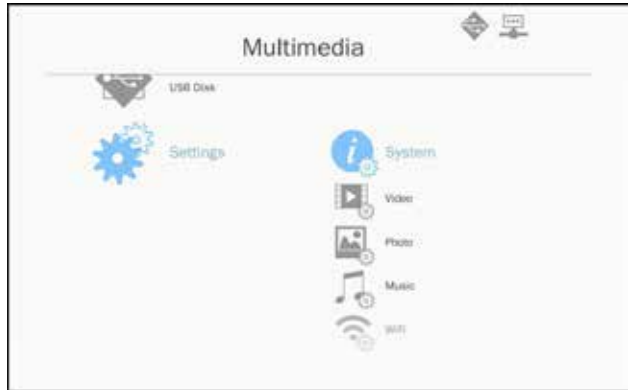 Multimedia
USB Disk
Settings
System
Video
Photo
Music
WiFi